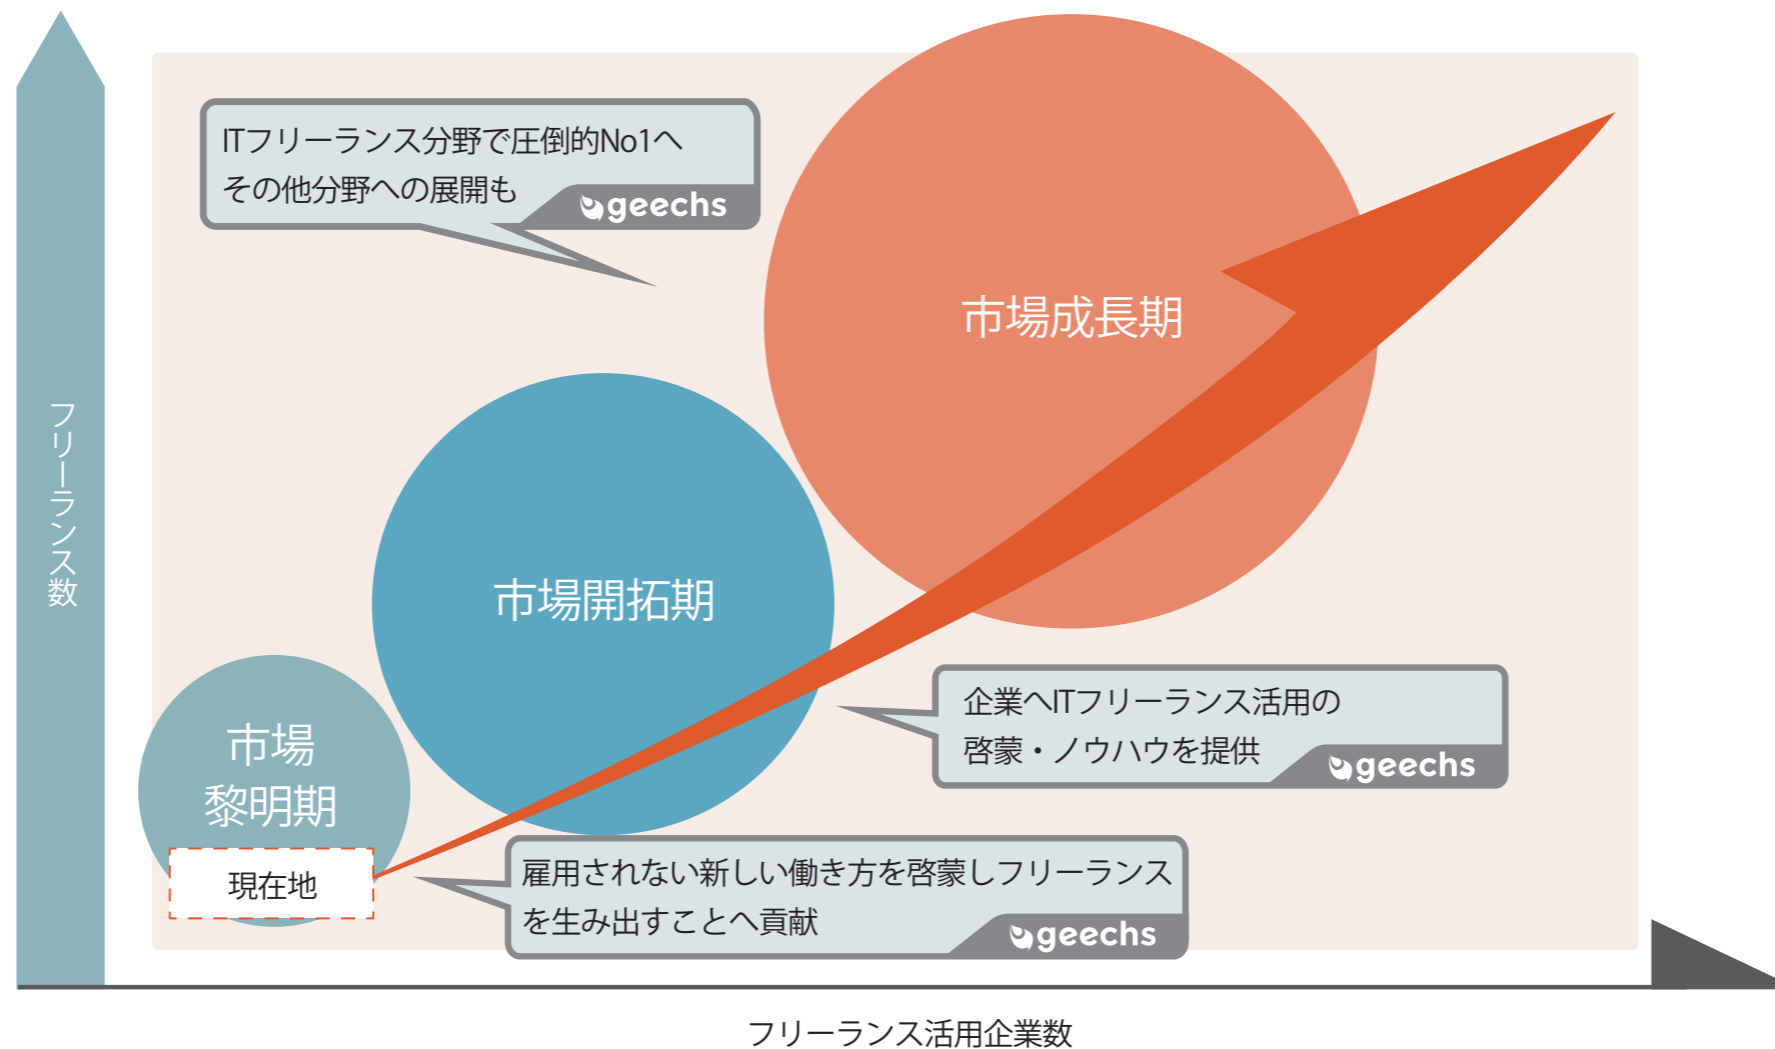 ITフリーランス分野で圧倒的No1へ
その他分野への展開も
geechs
市場成長期
フリーランス数
市場開拓期
企業へITフリーランス活用の
啓蒙・ノウハウを提供
geechs
市場
黎明期
現在地
雇用されない新しい働き方を啓蒙しフリーランス
を生み出すことへ貢献
geechs
フリーランス活用企業数